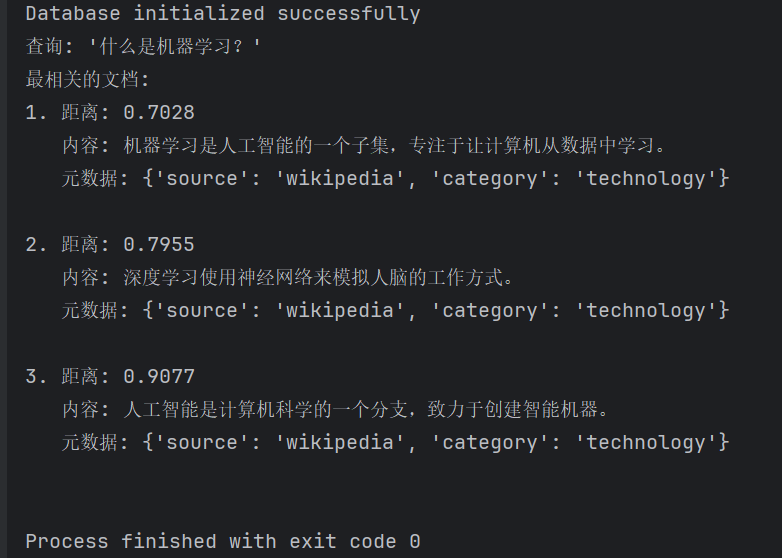 Database initialized successfully
查询: '什么是机器学习？'
最相关的文档:
1. 距离: 0.7028
内容: 机器学习是人工智能的一个子集，专注于让计算机从数据中学习。
元数据: {'source': 'wikipedia', 'category': 'technology'}
2. 距离: 0.7955
内容: 深度学习使用神经网络来模拟人脑的工作方式。
元数据: {'source': 'wikipedia', 'category': 'technology'}
3. 距离: 0.9077
内容: 人工智能是计算机科学的一个分支，致力于创建智能机器。
元数据: {'source': 'wikipedia', 'category': 'technology'}
Process finished with exit code 0